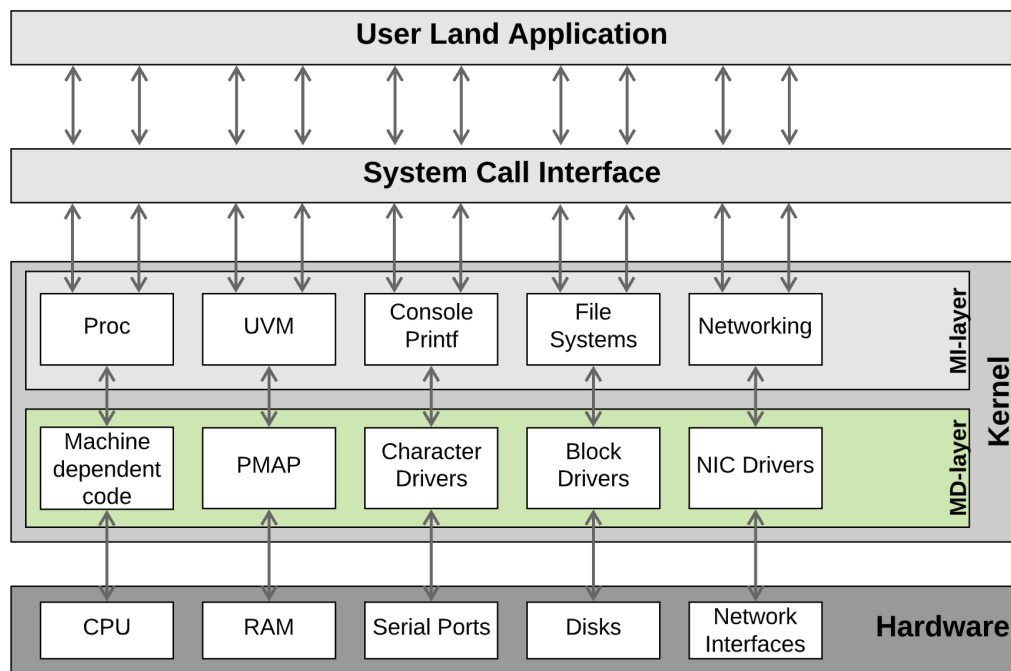 User Land Application
System Call Interface
Proc
UVM
Console
Printf
File
Systems
Networking
MI-layer
Kernel
Machine
dependent
code
PMAP
Character
Drivers
Block
Drivers
NIC Drivers
MD-layer
CPU
RAM
Serial Ports
Disks
Network
Interfaces
Hardware